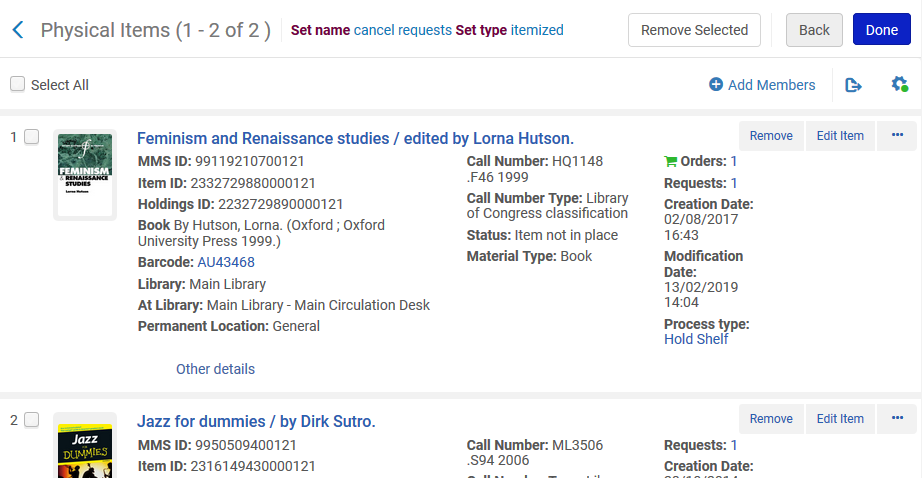 Physical Items (1 - 2 of 2 ) Set name cancel requests Set type itemized Remove Selected Back Done
Select All Add Members
1 Feminism and Renaissance studies / edited by Lorna Hutson. Remove Edit Item
FEMINISM
& RENAISSANCE
STUDIES
Lorna Hutson
MMS ID: 99119210700121
Item ID: 2332729880000121
Holdings ID: 2232729890000121
Book By Hutson, Lorna. (Oxford ; Oxford
University Press 1999.)
Barcode: AU43468
Library: Main Library
At Library: Main Library - Main Circulation Desk
Permanent Location: General
Other details
Call Number: HQ1148
.F46 1999
Call Number Type: Library
of Congress classification
Status: Item not in place
Material Type: Book
Orders: 1
Requests: 1
Creation Date:
02/08/2017
16:43
Modification
Date:
13/02/2019
14:04
Process type:
Hold Shelf
2 Jazz for dummies / by Dirk Sutro. Remove Edit Item
Jazz
DUMMIES
MMS ID: 9950509400121
Item ID: 2316149430000121
Call Number: ML3506
.S94 2006
Requests: 1
Creation Date: